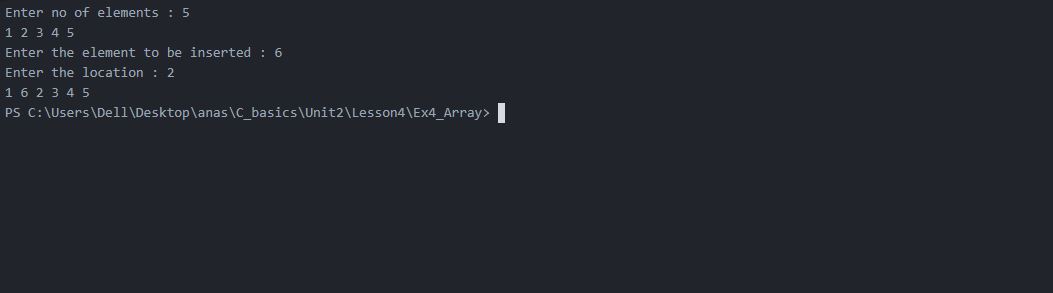 Enter no of elements : 5
1 2 3 4 5
Enter the element to be inserted : 6
Enter the location : 2
1 6 2 3 4 5
PS C:\Users\Dell\Desktop\anas\C_basics\Unit2\Lesson4\Ex4_Array>